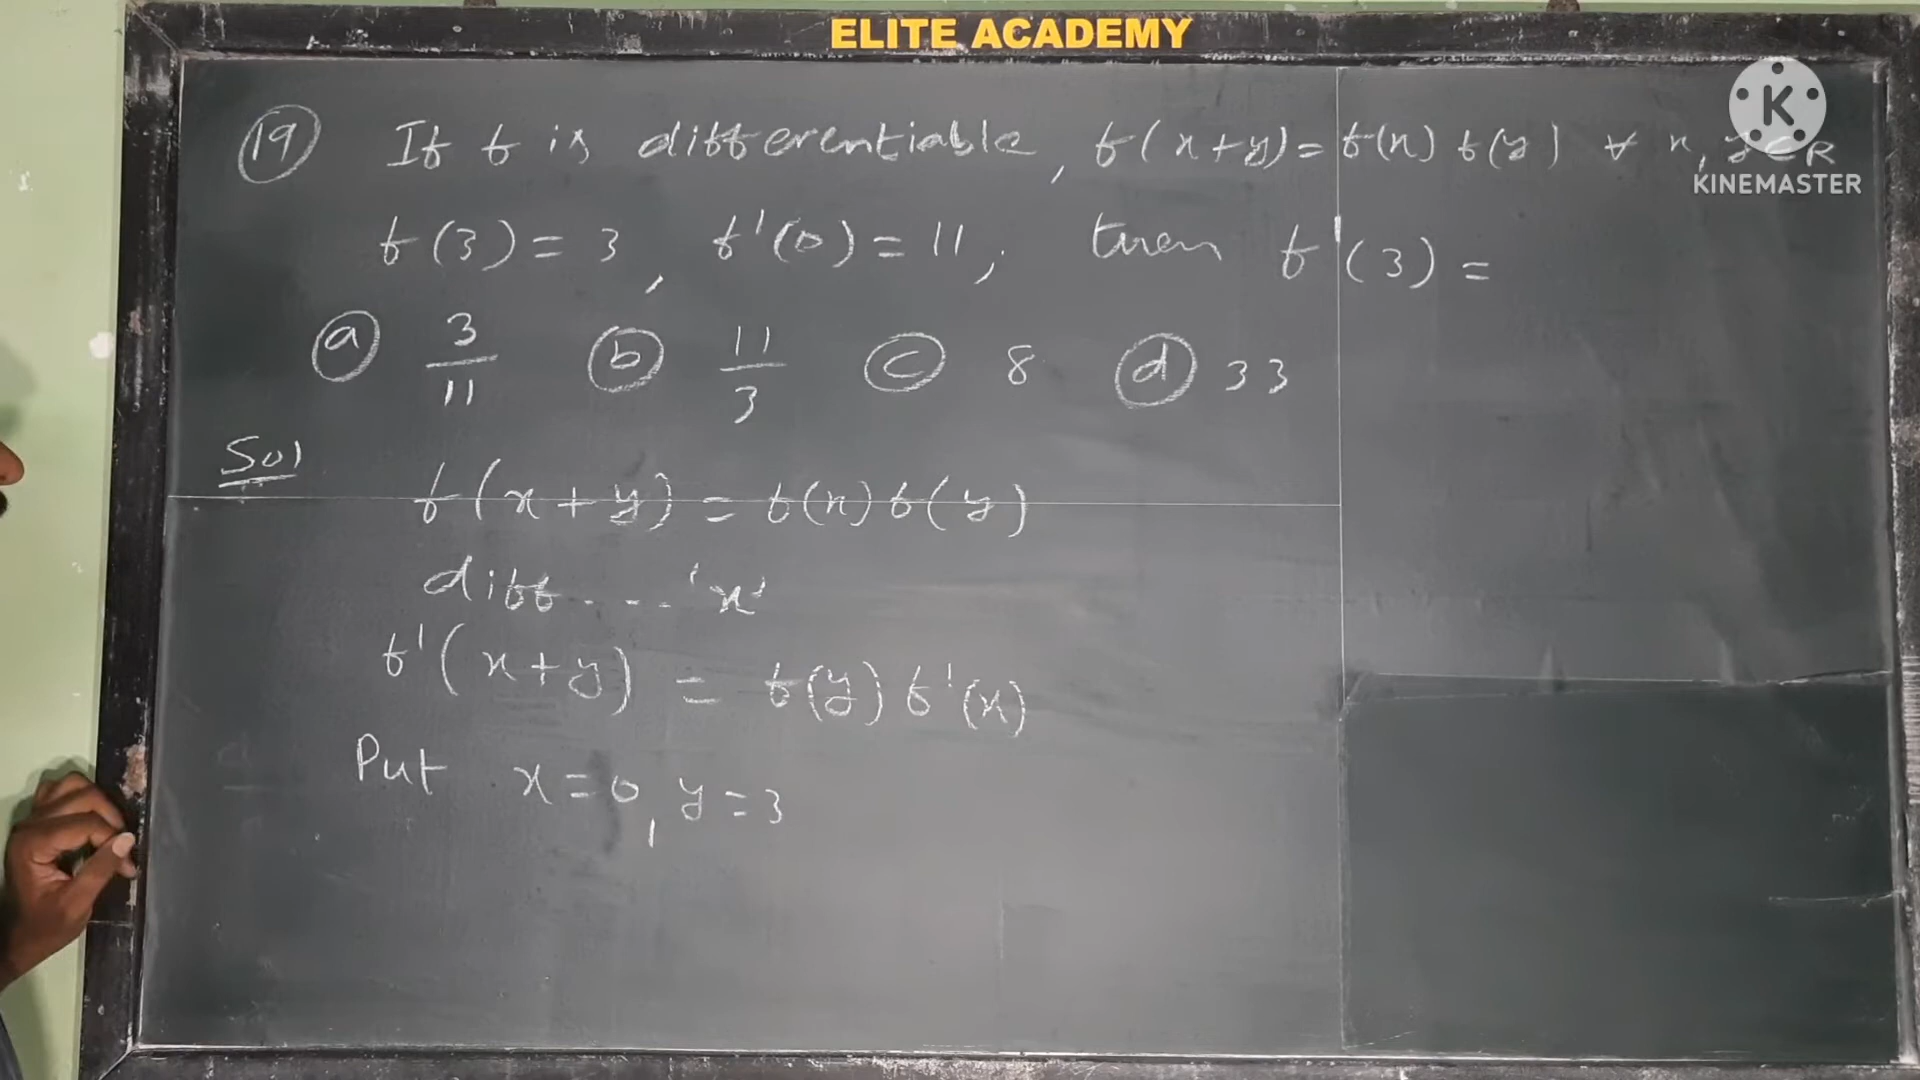 ELITE ACADEMY
K
KINEMASTER
(19) If f is differentiable, f(x+y) = f(x) f(y) ∀ x, y ∈ R
f(3) = 3, f'(0) = 11, then f'(3) =
(a) 3/11 (b) 11/3 (c) 8 (d) 33
Sol
f(x+y) = f(x) f(y)
diff.... 'x'
f'(x+y) = f(y) f'(x)
Put x=0, y=3